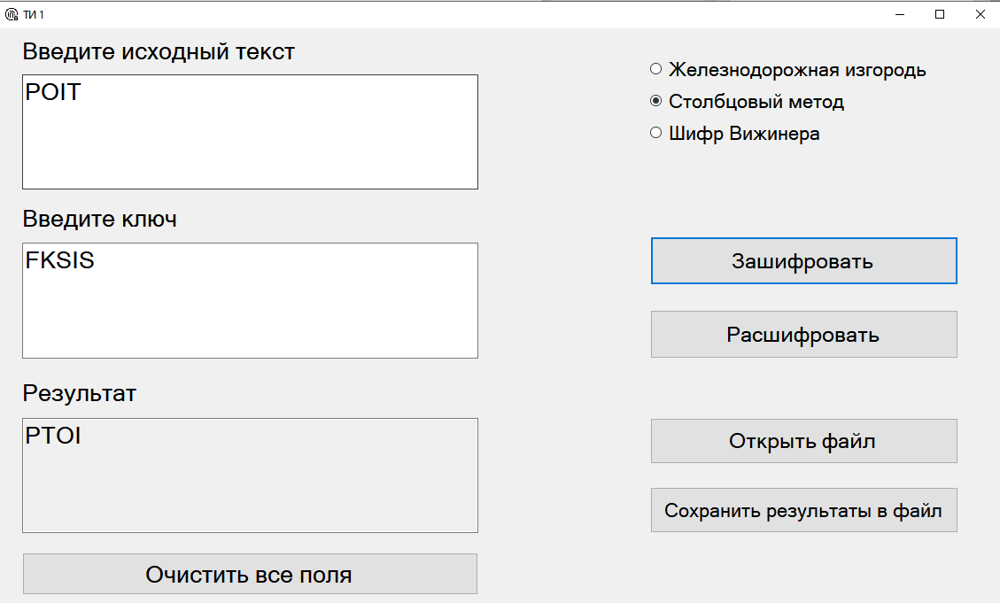 ТИ 1
Введите исходный текст
POIT
Железнодорожная изгородь
Столбцовый метод
Шифр Вижинера
Введите ключ
FKSIS
Зашифровать
Расшифровать
Результат
PTOI
Открыть файл
Сохранить результаты в файл
Очистить все поля